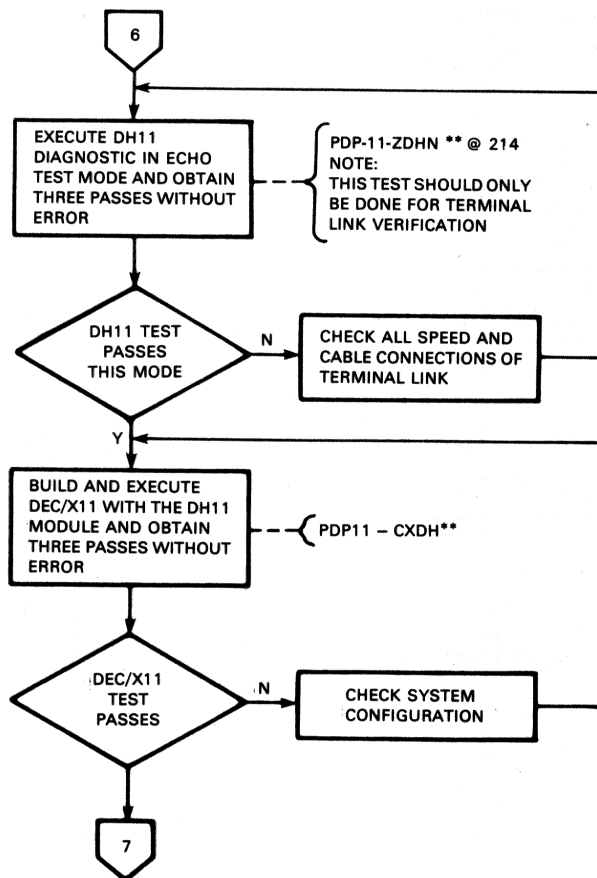 6
EXECUTE DH11
DIAGNOSTIC IN ECHO
TEST MODE AND OBTAIN
THREE PASSES WITHOUT
ERROR
PDP-11-ZDHN ** @ 214
NOTE:
THIS TEST SHOULD ONLY
BE DONE FOR TERMINAL
LINK VERIFICATION
DH11 TEST
PASSES
THIS MODE
N
CHECK ALL SPEED AND
CABLE CONNECTIONS OF
TERMINAL LINK
Y
BUILD AND EXECUTE
DEC/X11 WITH THE DH11
MODULE AND OBTAIN
THREE PASSES WITHOUT
ERROR
PDP11 – CXDH**
DEC/X11
TEST
PASSES
N
CHECK SYSTEM
CONFIGURATION
7